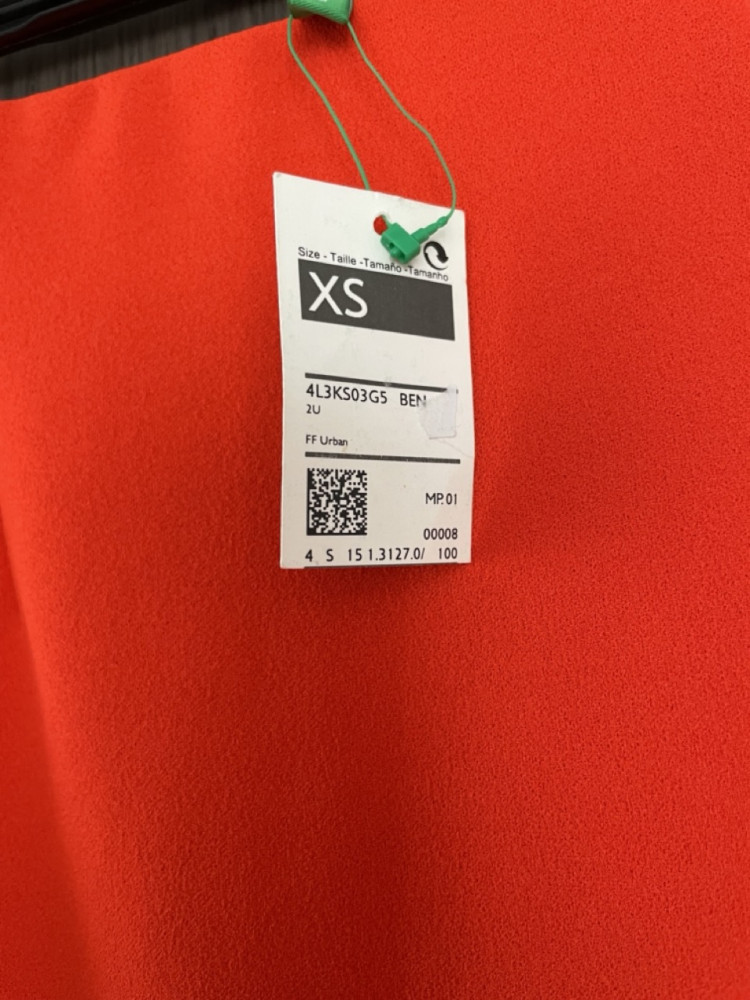 Size - Taille -Tamaño -Tamanho
XS
4L3KS03G5 BEN
2U
FF Urban
MP. 01
00008
4 S 15 1.3127.0/ 100